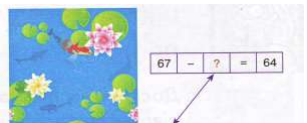 67 − ? = 64